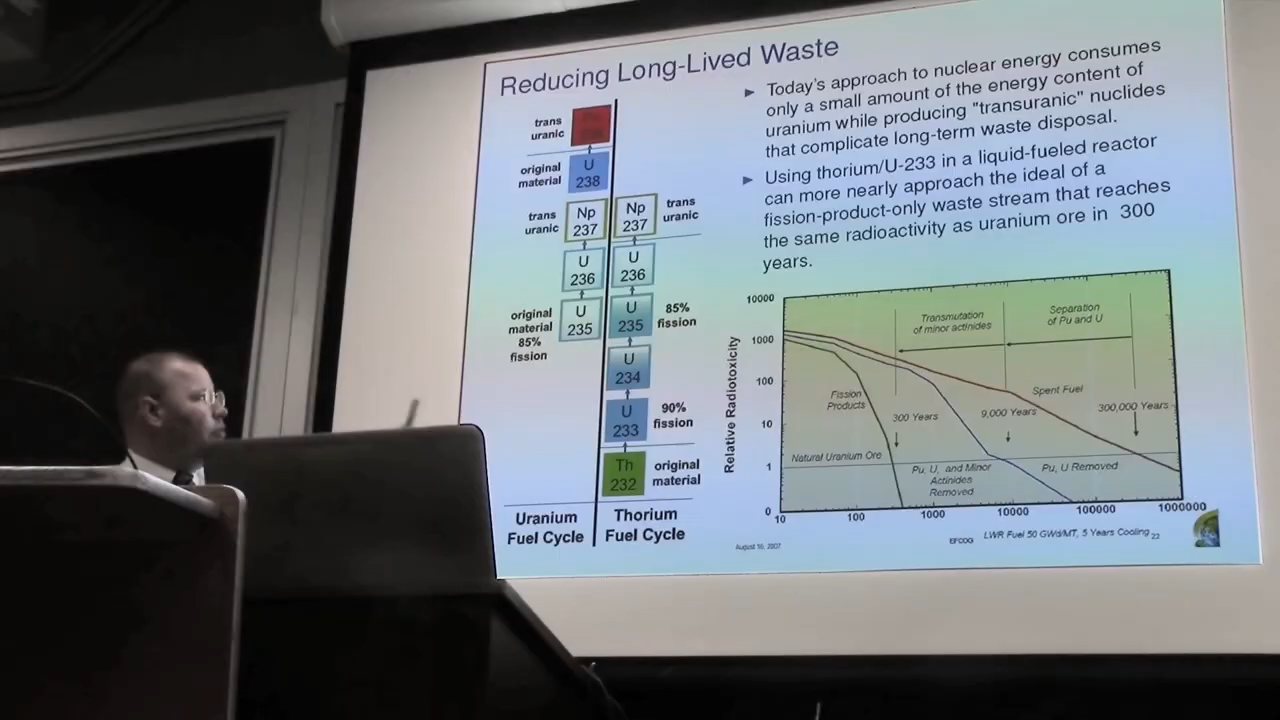 Reducing Long-Lived Waste
trans
uranic
original
material
U
238
trans
uranic
Np
237
Np
237
trans
uranic
U
236
U
236
original
material
85%
fission
U
235
U
235
85%
fission
U
234
U
233
90%
fission
Th
232
original
material
Uranium
Fuel Cycle
Thorium
Fuel Cycle
► Today's approach to nuclear energy consumes
only a small amount of the energy content of
uranium while producing "transuranic" nuclides
that complicate long-term waste disposal.
► Using thorium/U-233 in a liquid-fueled reactor
can more nearly approach the ideal of a
fission-product-only waste stream that reaches
the same radioactivity as uranium ore in 300
years.
Relative Radiotoxicity
10000
1000
100
10
1
0
10
100
1000
10000
100000
1000000
Transmutation
of minor actinides
Separation
of Pu and U
Fission
Products
Spent Fuel
300 Years
9,000 Years
300,000 Years
Natural Uranium Ore
Pu, U, and Minor
Actinides
Removed
Pu, U Removed
August 16, 2007
EFCOG
LWR Fuel 50 GWd/MT, 5 Years Cooling
22